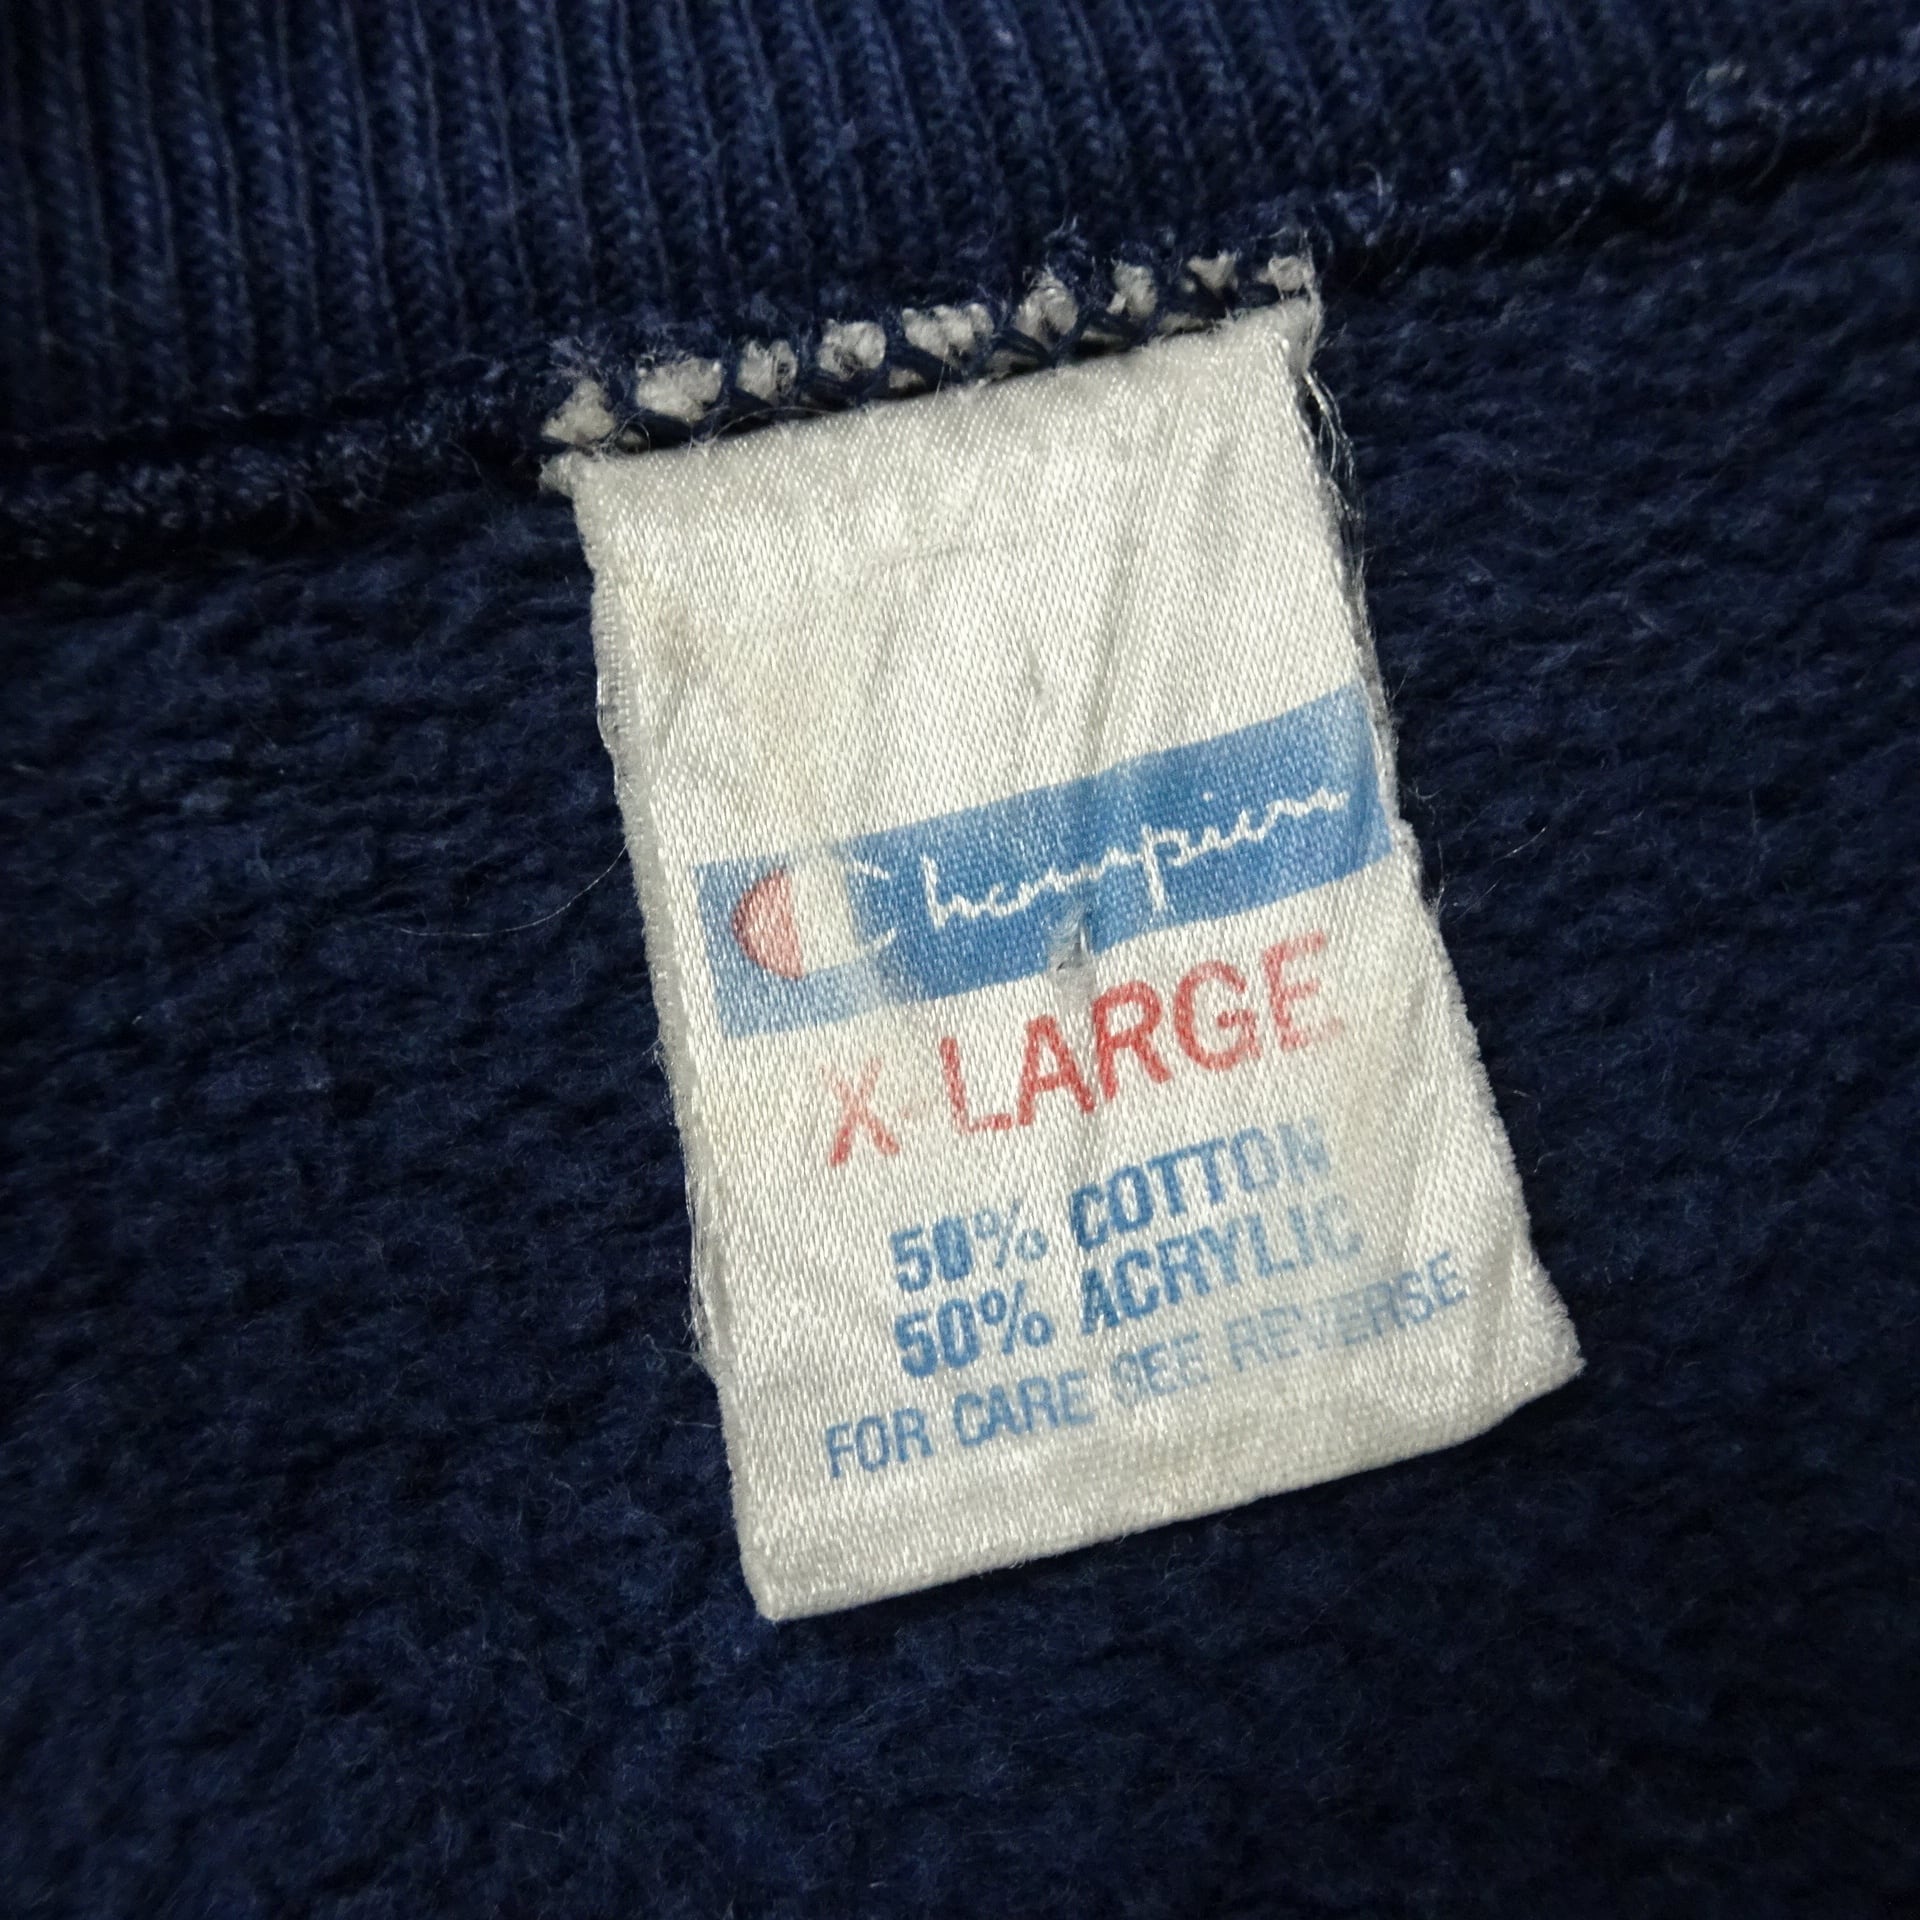 Champion
X-LARGE
50% COTTON
50% ACRYLIC
FOR CARE SEE REVERSE